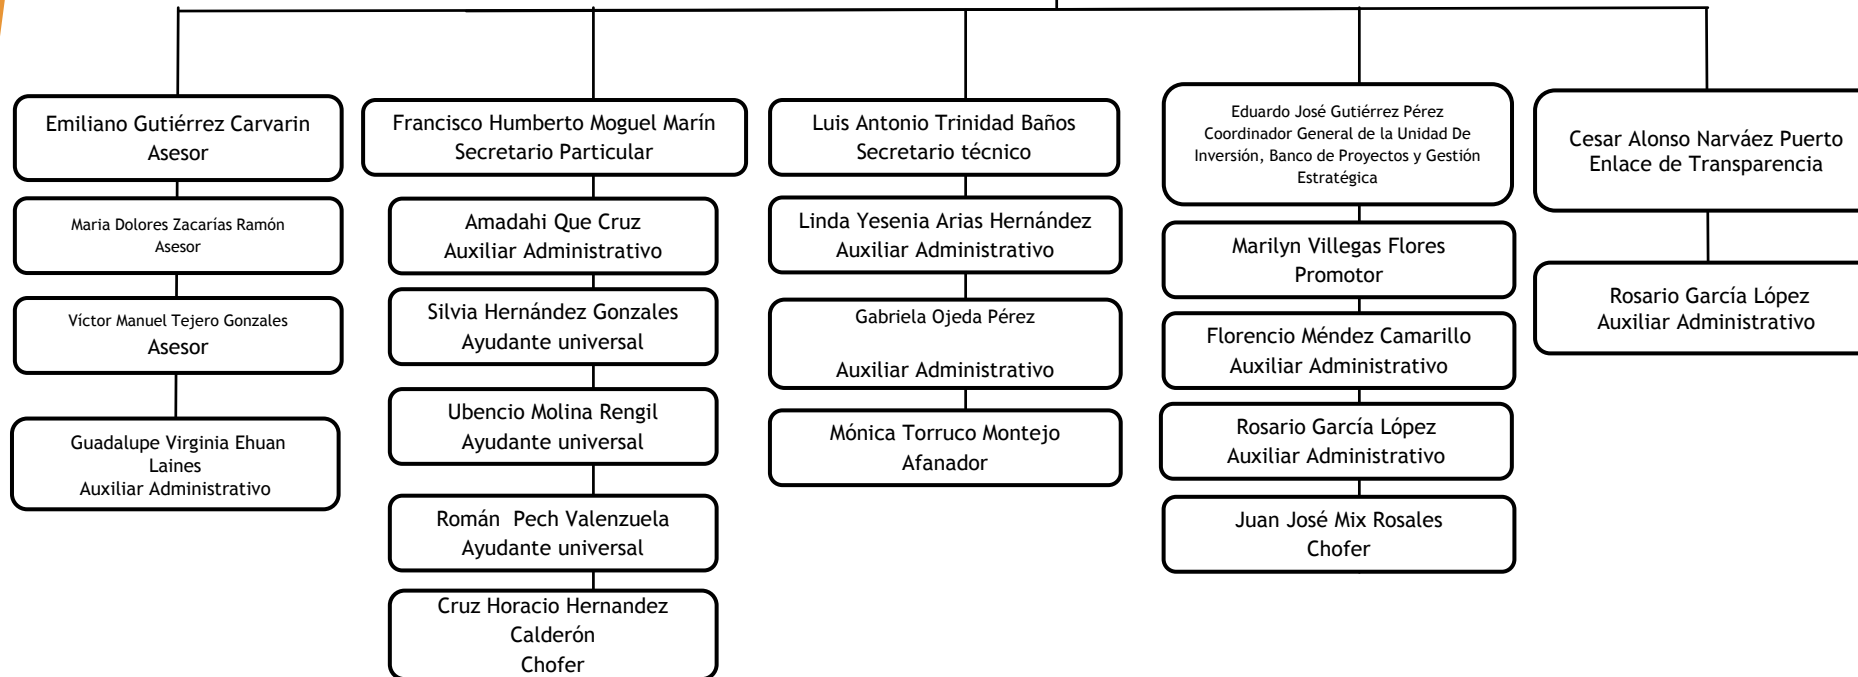 Emiliano Gutiérrez Carvarin
Asesor
Maria Dolores Zacarías Ramón
Asesor
Víctor Manuel Tejero Gonzales
Asesor
Guadalupe Virginia Ehuan
Laines
Auxiliar Administrativo
Francisco Humberto Moguel Marín
Secretario Particular
Amadahi Que Cruz
Auxiliar Administrativo
Silvia Hernández Gonzales
Ayudante universal
Ubencio Molina Rengil
Ayudante universal
Román  Pech Valenzuela
Ayudante universal
Cruz Horacio Hernandez
Calderón
Chofer
Luis Antonio Trinidad Baños
Secretario técnico
Linda Yesenia Arias Hernández
Auxiliar Administrativo
Gabriela Ojeda Pérez
Auxiliar Administrativo
Mónica Torruco Montejo
Afanador
Eduardo José Gutiérrez Pérez
Coordinador General de la Unidad De
Inversión, Banco de Proyectos y Gestión
Estratégica
Marilyn Villegas Flores
Promotor
Florencio Méndez Camarillo
Auxiliar Administrativo
Rosario García López
Auxiliar Administrativo
Juan José Mix Rosales
Chofer
Cesar Alonso Narváez Puerto
Enlace de Transparencia
Rosario García López
Auxiliar Administrativo